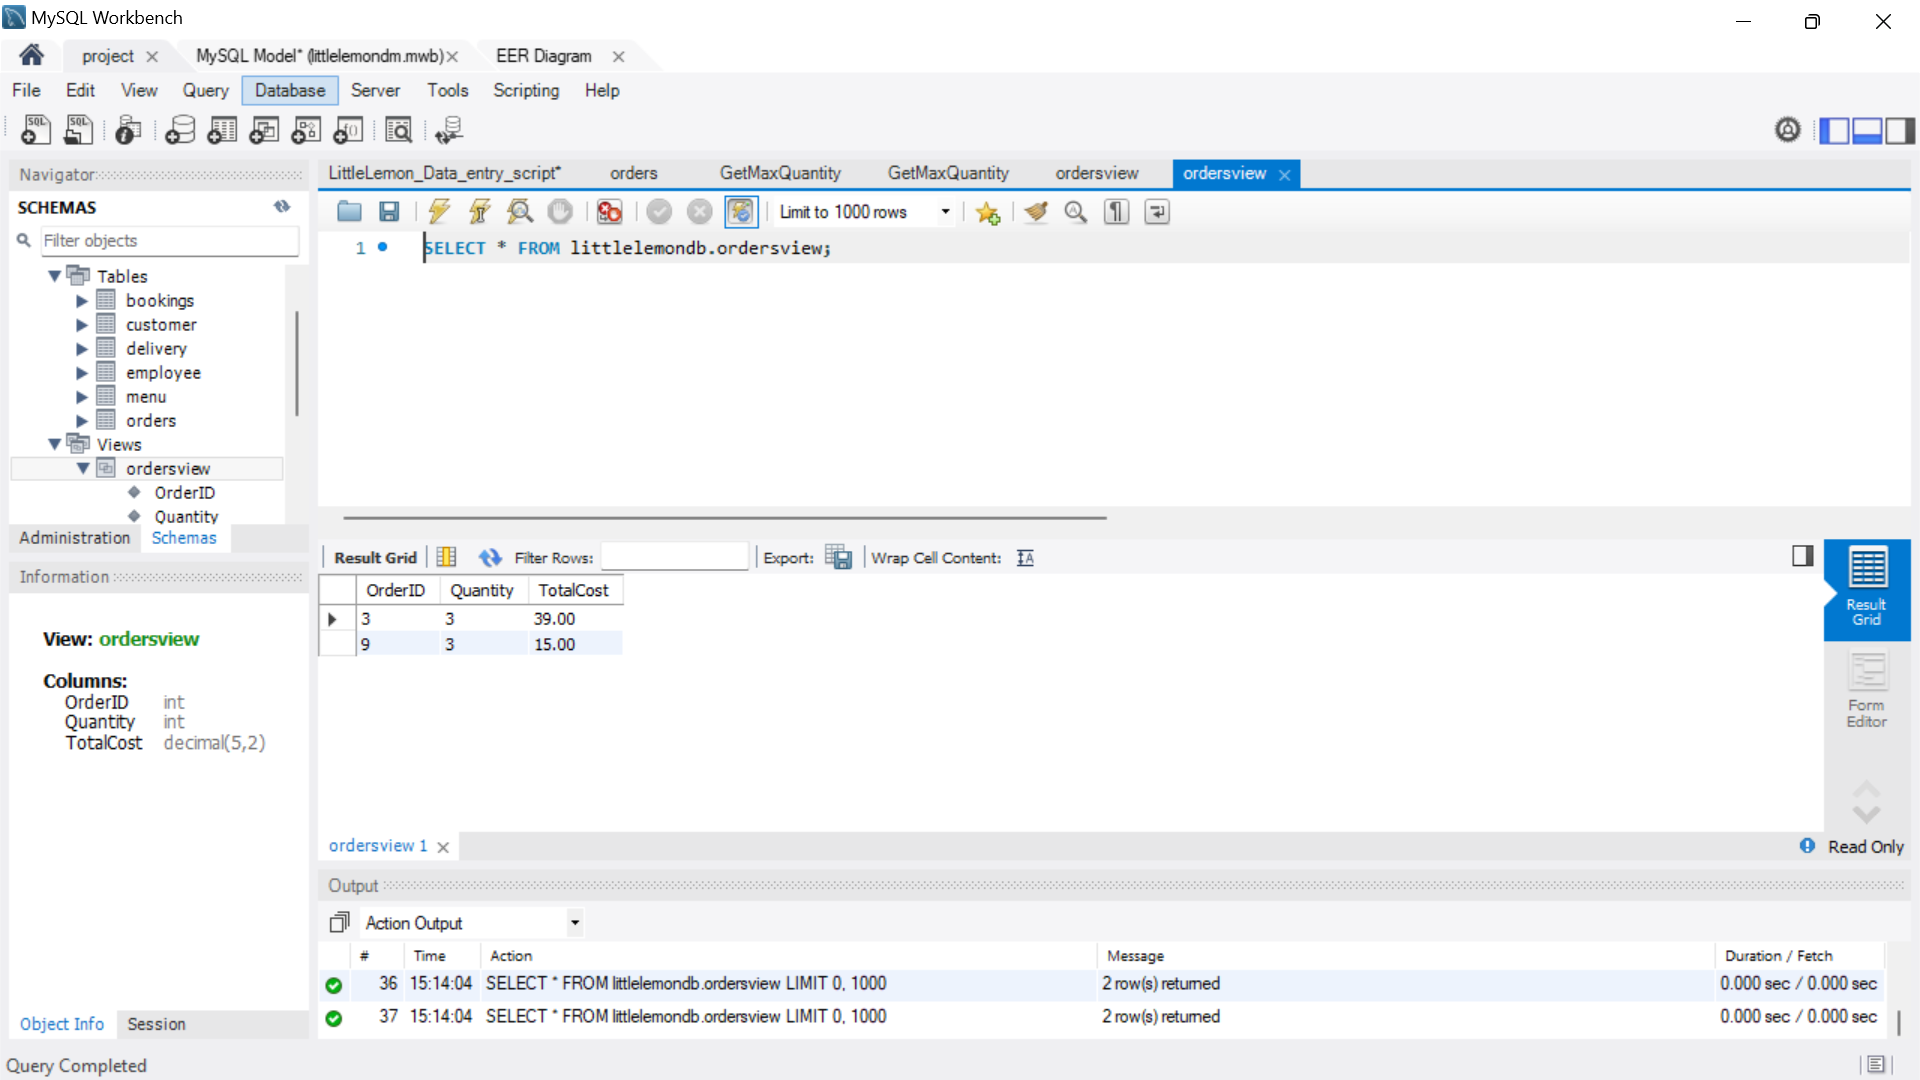 MySQL Workbench
project
MySQL Model* (littlelemondm.mwb)
EER Diagram
File Edit View Query Database Server Tools Scripting Help
SQL SQL
Navigator
LittleLemon_Data_entry_script* orders GetMaxQuantity GetMaxQuantity ordersview ordersview
SCHEMAS
Limit to 1000 rows
Filter objects
1 SELECT * FROM littlelemondb.ordersview;
Tables
bookings
customer
delivery
employee
menu
orders
Views
ordersview
OrderID
Quantity
Administration Schemas
Result Grid Filter Rows: Export: Wrap Cell Content:
OrderID Quantity TotalCost
3 3 39.00
9 3 15.00
Result
Grid
Form
Editor
Information
View: ordersview
Columns:
OrderID int
Quantity int
TotalCost decimal(5,2)
ordersview 1
Read Only
Output
Action Output
# Time Action Message Duration / Fetch
36 15:14:04 SELECT * FROM littlelemondb.ordersview LIMIT 0, 1000 2 row(s) returned 0.000 sec / 0.000 sec
37 15:14:04 SELECT * FROM littlelemondb.ordersview LIMIT 0, 1000 2 row(s) returned 0.000 sec / 0.000 sec
Object Info Session
Query Completed